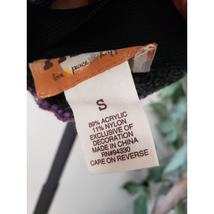 S
89% ACRYLIC
11% NYLON
EXCLUSIVE OF
DECORATION
MADE IN CHINA
RN#94330
CARE ON REVERSE